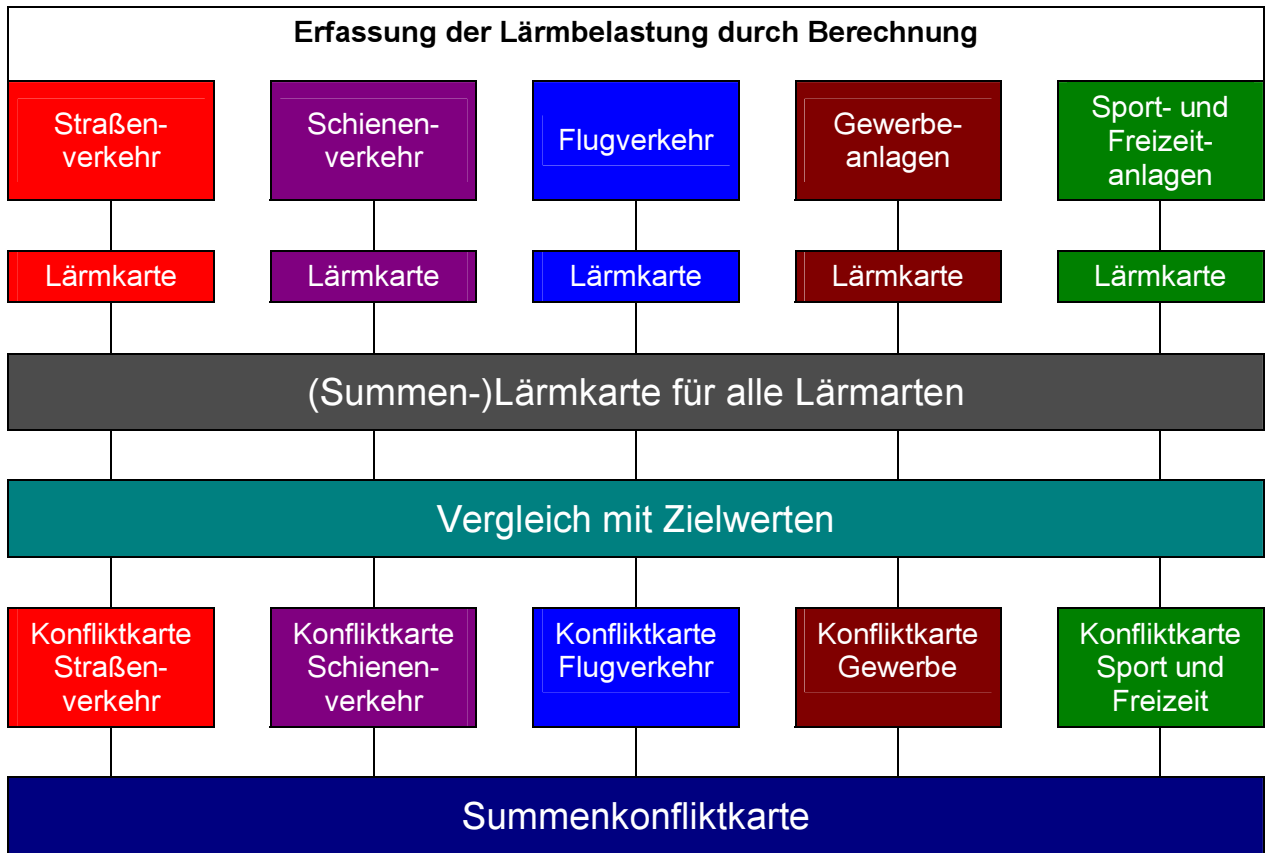 Erfassung der Lärmbelastung durch Berechnung
Straßen-
verkehr
Schienen-
verkehr
Flugverkehr
Gewerbe-
anlagen
Sport- und
Freizeit-
anlagen
Lärmkarte
Lärmkarte
Lärmkarte
Lärmkarte
Lärmkarte
(Summen-)Lärmkarte für alle Lärmarten
Vergleich mit Zielwerten
Konfliktkarte
Straßen-
verkehr
Konfliktkarte
Schienen-
verkehr
Konfliktkarte
Flugverkehr
Konfliktkarte
Gewerbe
Konfliktkarte
Sport und
Freizeit
Summenkonfliktkarte